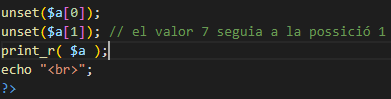 unset($a[0]);
unset($a[1]); // el valor 7 seguia a la possició 1
print_r( $a );
echo "<br>";
?>